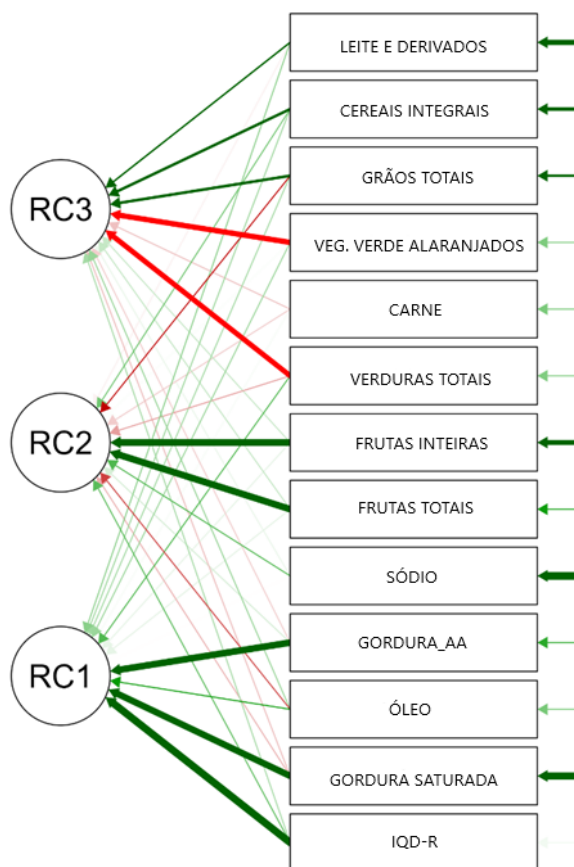 LEITE E DERIVADOS
CEREAIS INTEGRAIS
GRÃOS TOTAIS
RC3
VEG. VERDE ALARANJADOS
CARNE
VERDURAS TOTAIS
RC2
FRUTAS INTEIRAS
FRUTAS TOTAIS
SÓDIO
GORDURA_AA
RC1
ÓLEO
GORDURA SATURADA
IQD-R